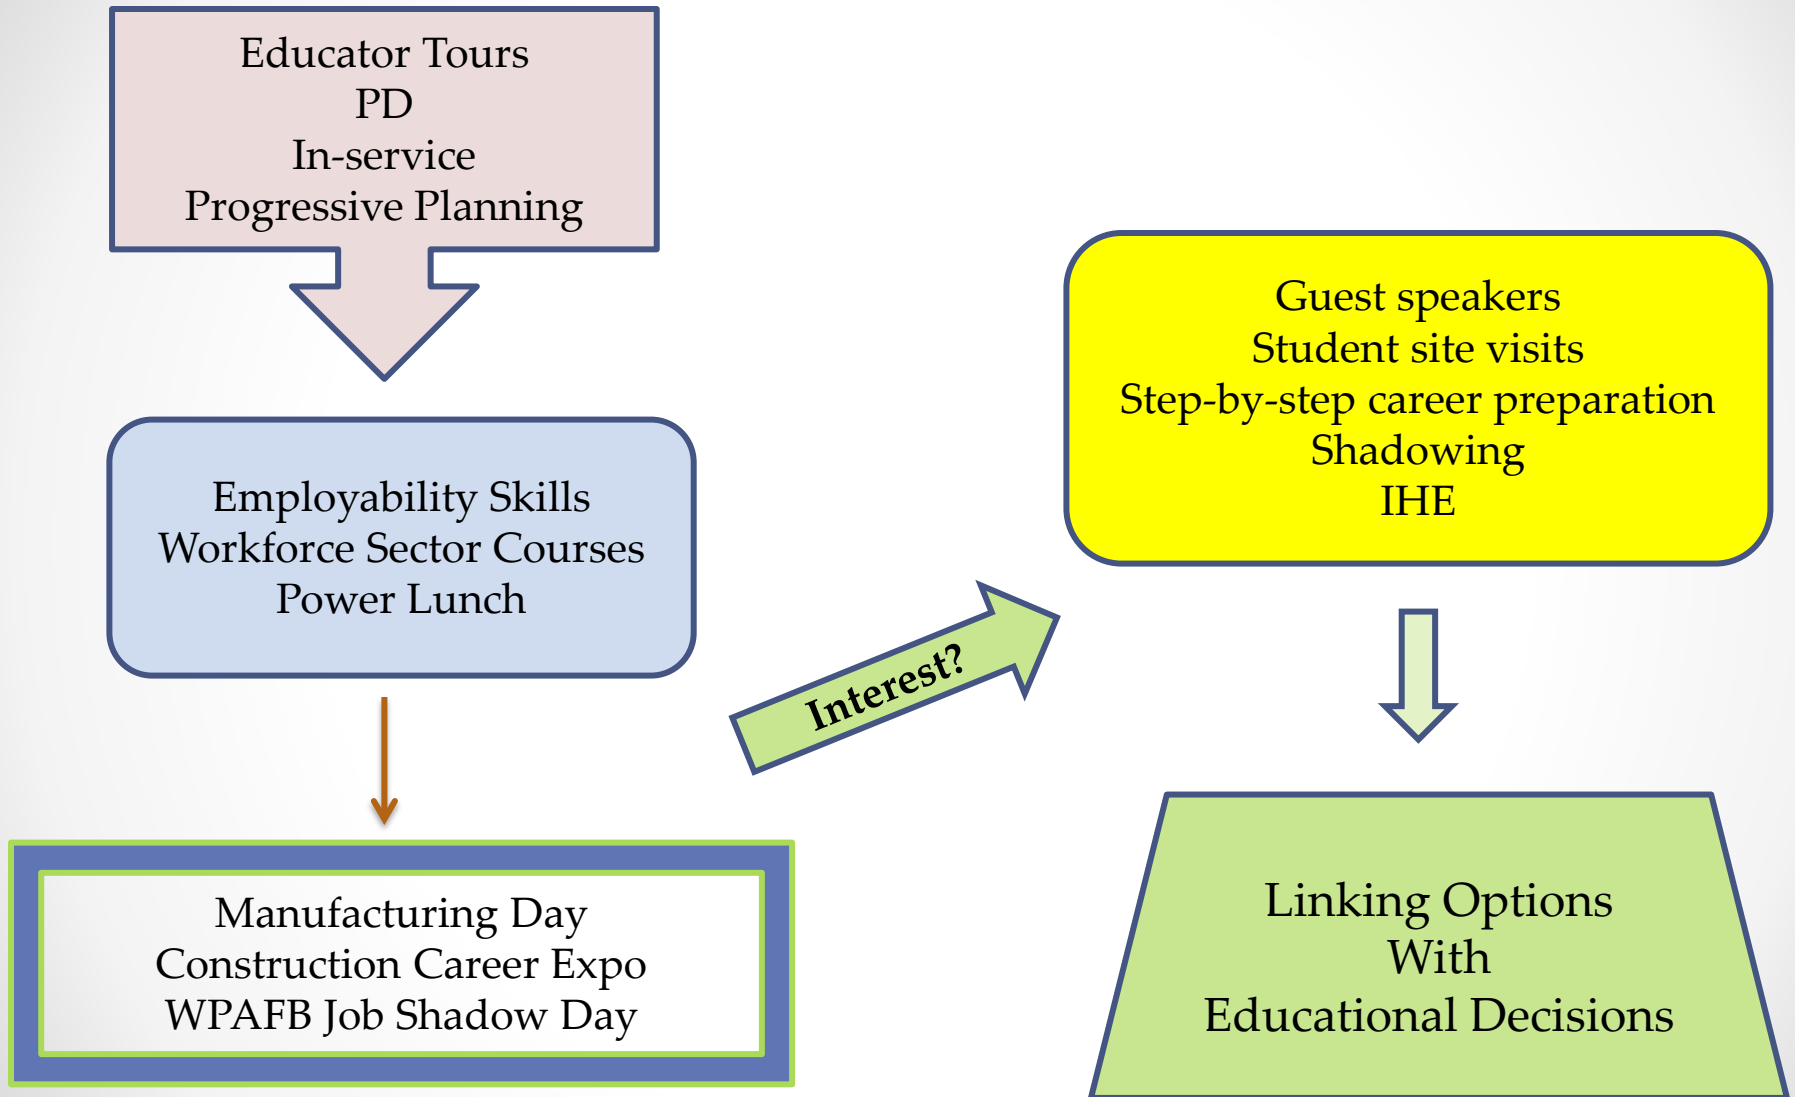 Educator Tours
PD
In-service
Progressive Planning
Employability Skills
Workforce Sector Courses
Power Lunch
Manufacturing Day
Construction Career Expo
WPAFB Job Shadow Day
Interest?
Guest speakers
Student site visits
Step-by-step career preparation
Shadowing
IHE
Linking Options
With
Educational Decisions